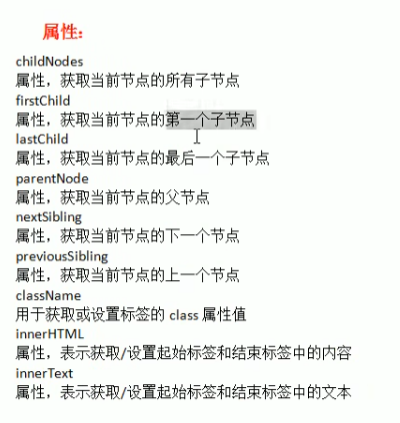 属性：
childNodes
属性，获取当前节点的所有子节点
firstChild
属性，获取当前节点的第一个子节点
lastChild
属性，获取当前节点的最后一个子节点
parentNode
属性，获取当前节点的父节点
nextSibling
属性，获取当前节点的下一个节点
previousSibling
属性，获取当前节点的上一个节点
className
用于获取或设置标签的 class 属性值
innerHTML
属性，表示获取/设置起始标签和结束标签中的内容
innerText
属性，表示获取/设置起始标签和结束标签中的文本